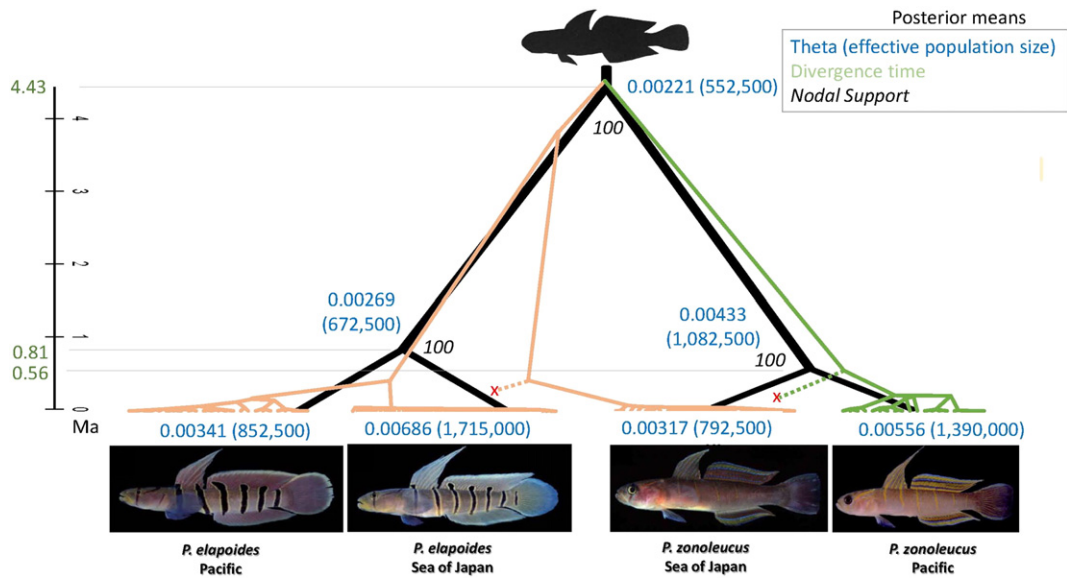 Posterior means
Theta (effective population size)
Divergence time
Nodal Support
4.43
0.00221 (552,500)
100
4
3
2
0.00269
(672,500)
0.00433
(1,082,500)
1
100
100
0.81
0.56
x
x
0
Ma
0.00341 (852,500)
0.00686 (1,715,000)
0.00317 (792,500)
0.00556 (1,390,000)
P. elapoides
Pacific
P. elapoides
Sea of Japan
P. zonoleucus
Sea of Japan
P. zonoleucus
Pacific